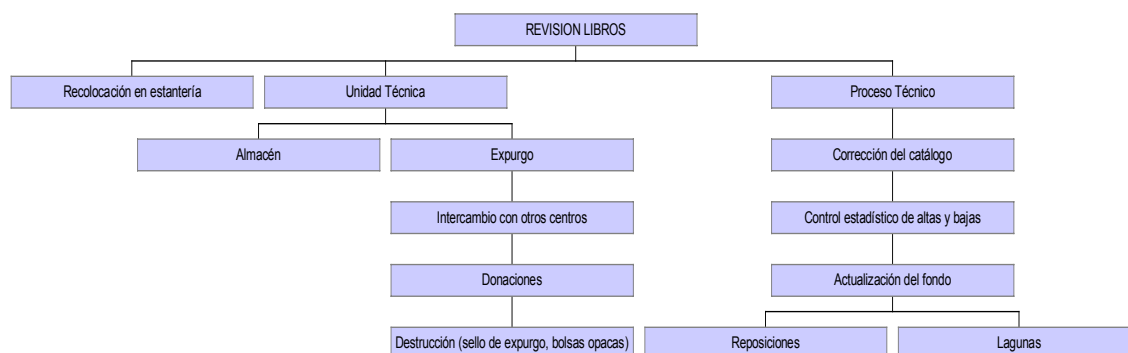 REVISION LIBROS
Recolocación en estantería
Unidad Técnica
Proceso Técnico
Almacén
Expurgo
Corrección del catálogo
Intercambio con otros centros
Control estadístico de altas y bajas
Donaciones
Actualización del fondo
Destrucción (sello de expurgo, bolsas opacas)
Reposiciones
Lagunas